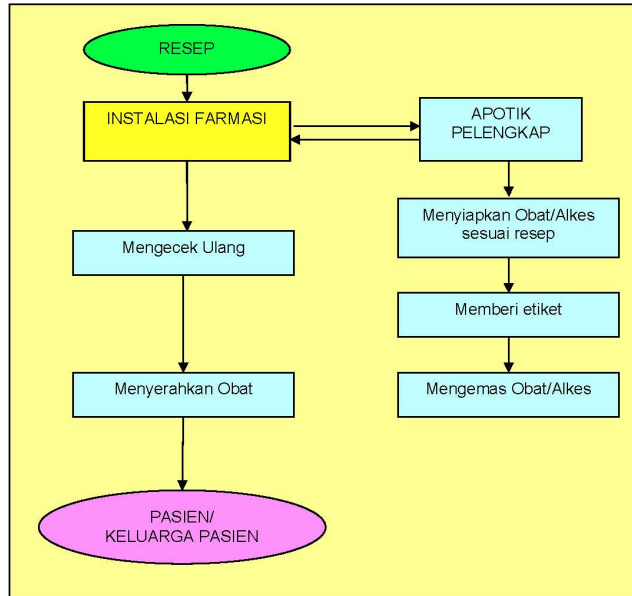 RESEP
INSTALASI FARMASI
APOTIK
PELENGKAP
Menyiapkan Obat/Alkes
sesuai resep
Mengecek Ulang
Memberi etiket
Menyerahkan Obat
Mengemas Obat/Alkes
PASIEN/
KELUARGA PASIEN